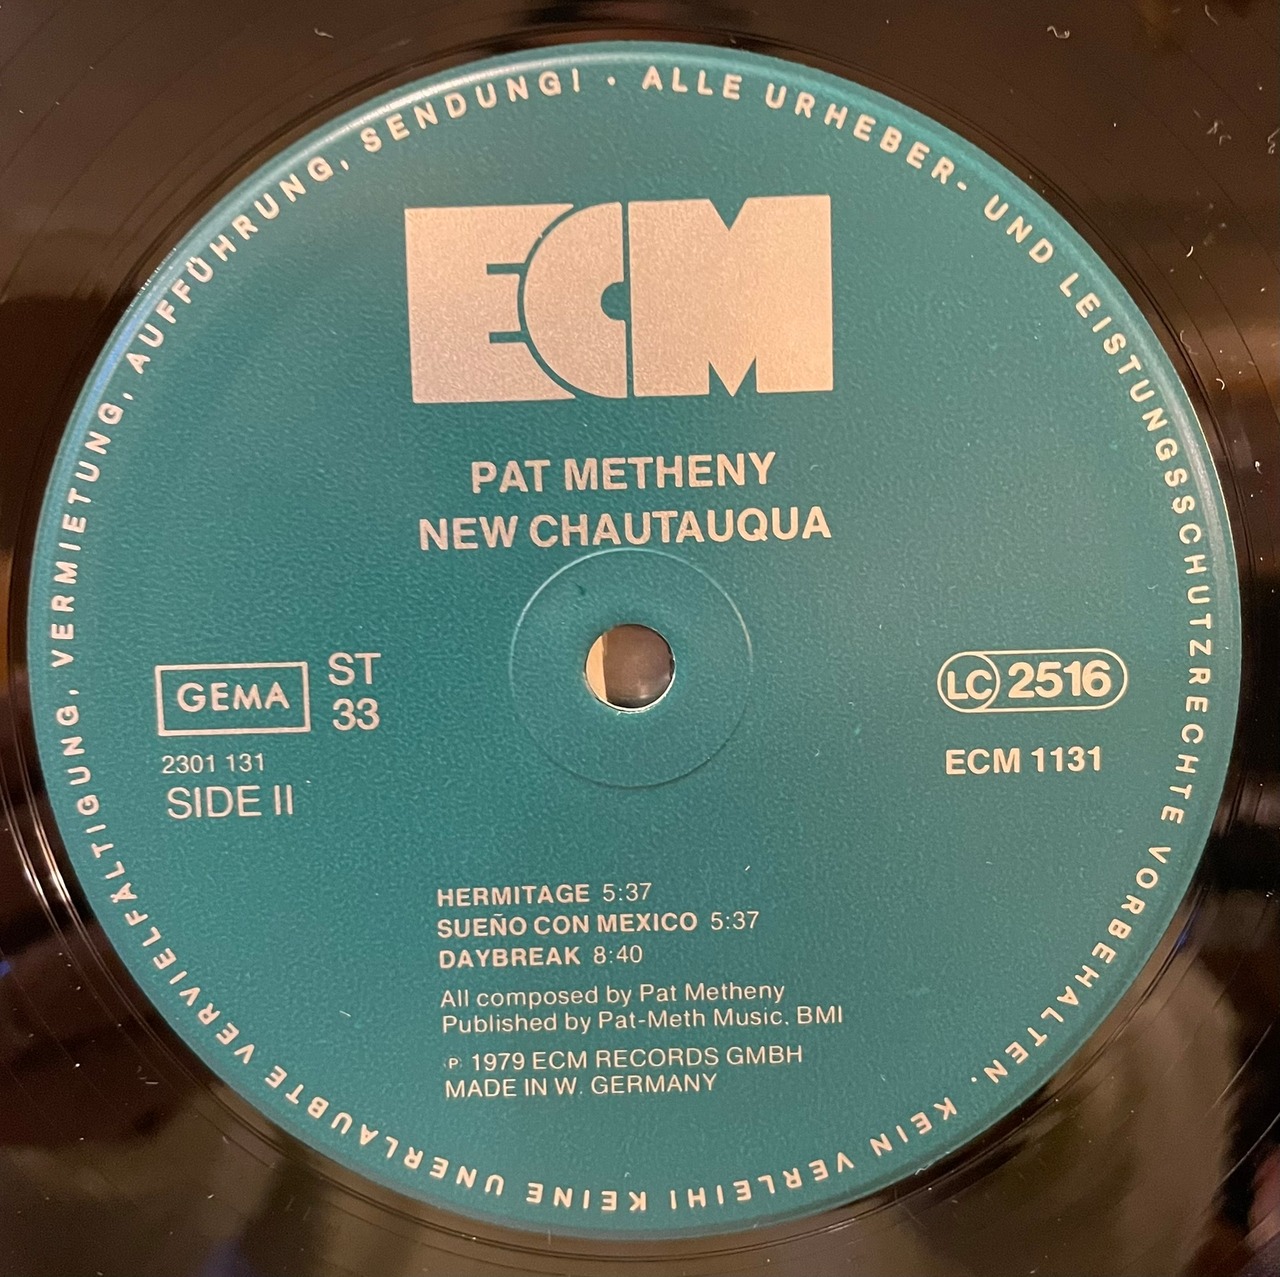 ALLE URHEBER- UND LEISTUNGSSCHUTZRECHTE VORBEHALTEN. KEIN VERLEIH! KEINE UNERLAUBTE VERVIELFÄLTIGUNG, VERMIETUNG, AUFFÜHRUNG, SENDUNG! ·
ECM
PAT METHENY
NEW CHAUTAUQUA
GEMA
ST
33
2301 131
SIDE II
LC 2516
ECM 1131
HERMITAGE 5:37
SUEÑO CON MEXICO 5:37
DAYBREAK 8:40
All composed by Pat Metheny
Published by Pat-Meth Music. BMI
℗ 1979 ECM RECORDS GMBH
MADE IN W. GERMANY